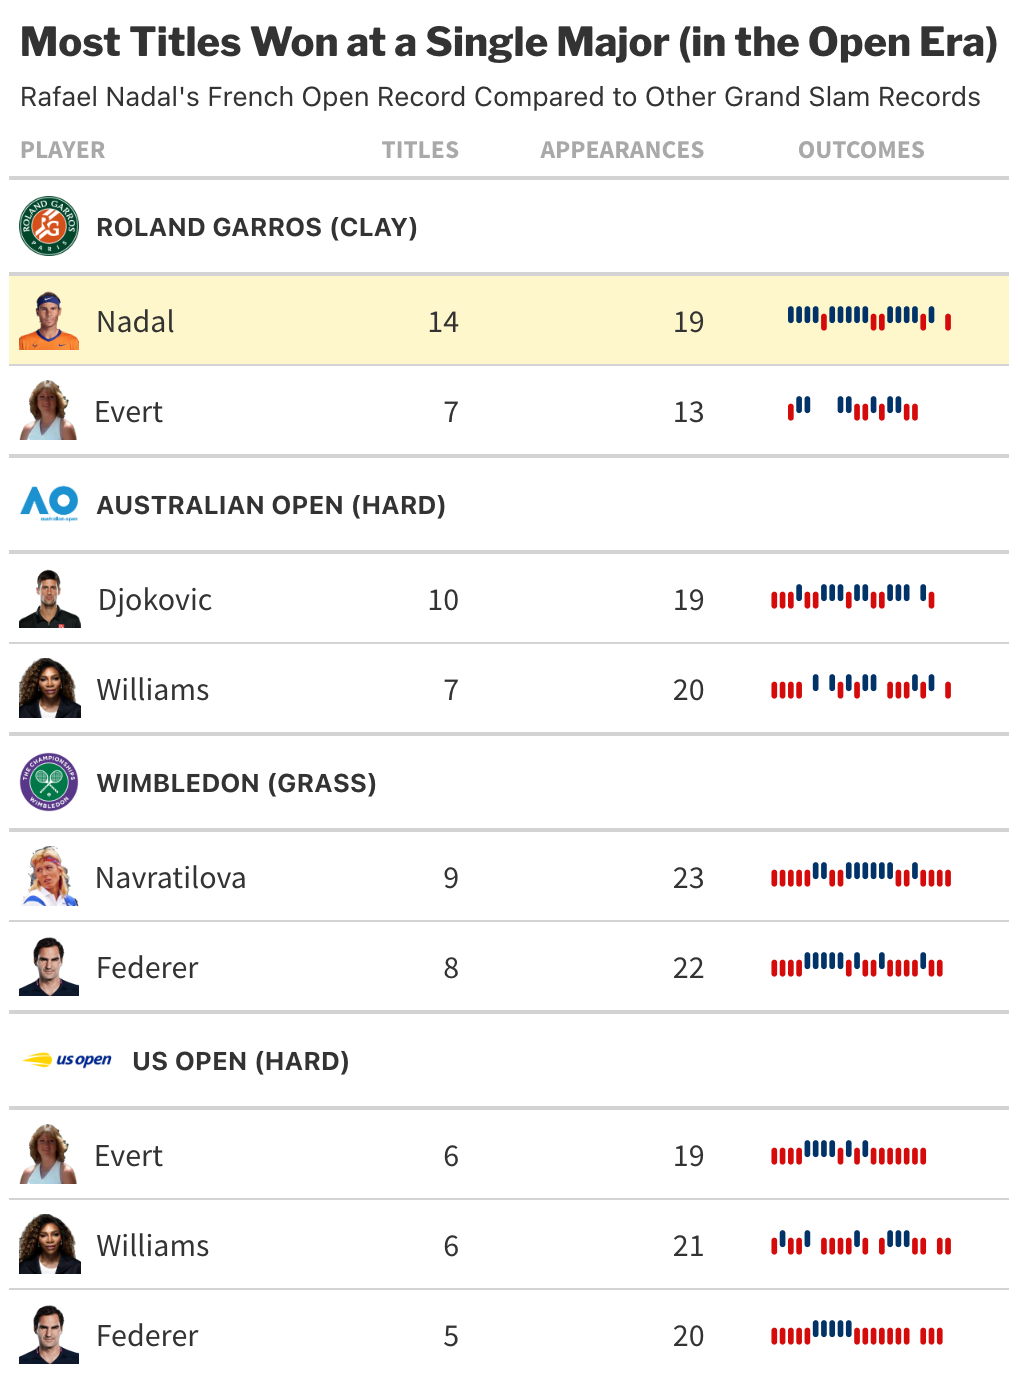 Most Titles Won at a Single Major (in the Open Era)
Rafael Nadal's French Open Record Compared to Other Grand Slam Records
PLAYER TITLES APPEARANCES OUTCOMES
ROLAND GARROS PARIS
ROLAND GARROS (CLAY)
Nadal 14 19
Evert 7 13
AO
australian open
AUSTRALIAN OPEN (HARD)
Djokovic 10 19
Williams 7 20
THE CHAMPIONSHIPS WIMBLEDON
WIMBLEDON (GRASS)
Navratilova 9 23
Federer 8 22
us open US OPEN (HARD)
Evert 6 19
Williams 6 21
Federer 5 20